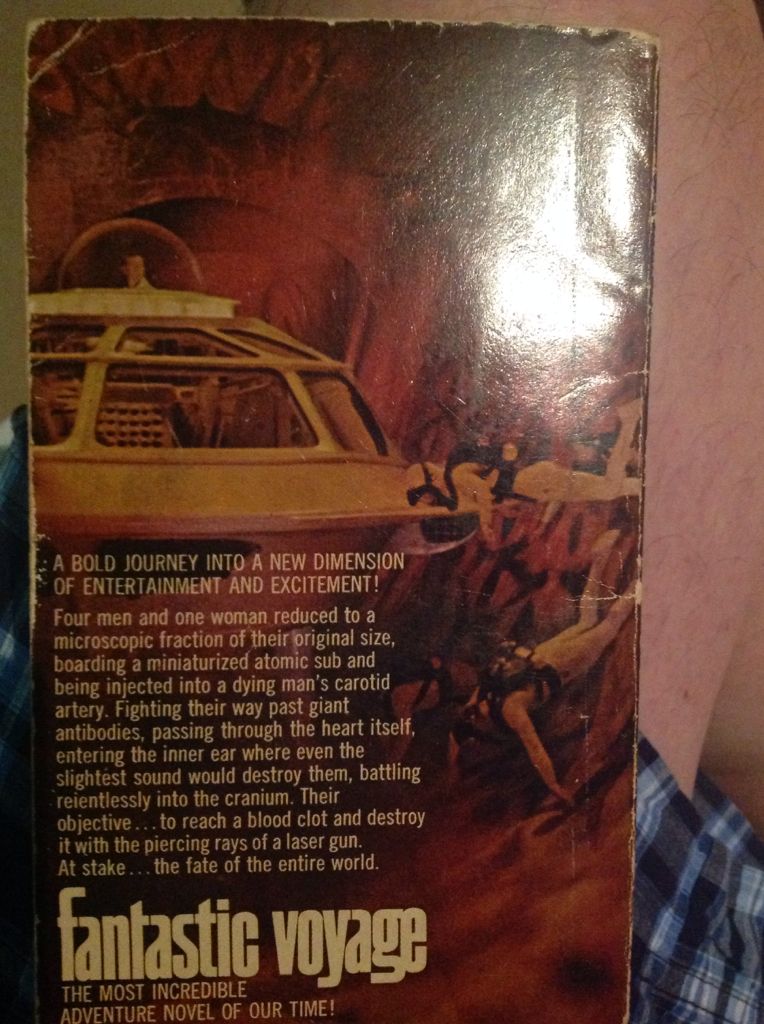 A BOLD JOURNEY INTO A NEW DIMENSION
OF ENTERTAINMENT AND EXCITEMENT!
Four men and one woman reduced to a
microscopic fraction of their original size,
boarding a miniaturized atomic sub and
being injected into a dying man's carotid
artery. Fighting their way past giant
antibodies, passing through the heart itself,
entering the inner ear where even the
slightest sound would destroy them, battling
relentlessly into the cranium. Their
objective...to reach a blood clot and destroy
it with the piercing rays of a laser gun.
At stake...the fate of the entire world.
fantastic voyage
THE MOST INCREDIBLE
ADVENTURE NOVEL OF OUR TIME!